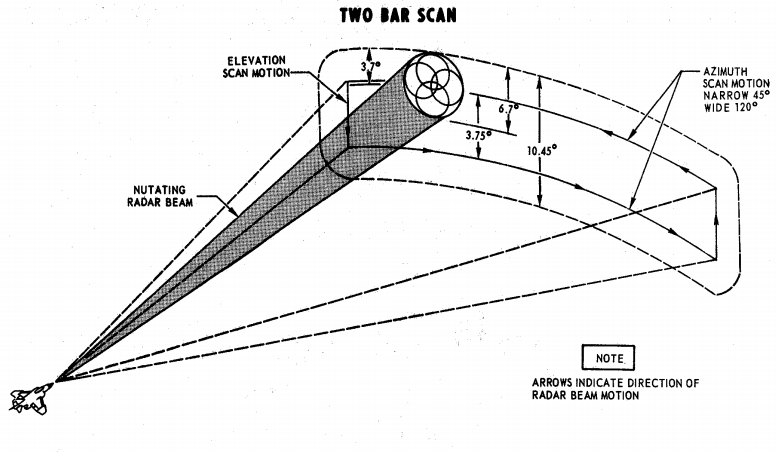 TWO BAR SCAN
ELEVATION
SCAN MOTION
3.7°
AZIMUTH
SCAN MOTION
NARROW 45°
WIDE 120°
6.7°
3.75°
10.45°
NUTATING
RADAR BEAM
NOTE
ARROWS INDICATE DIRECTION OF
RADAR BEAM MOTION